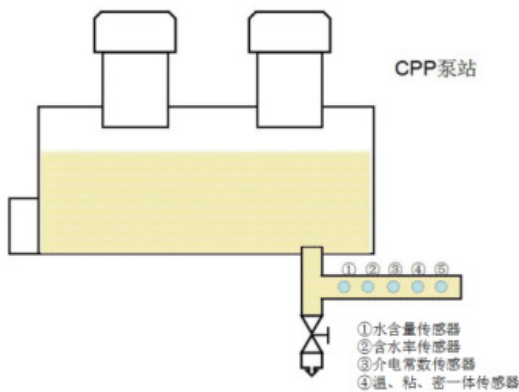 CPP泵站
① ② ③ ④ ⑤
①水含量传感器
②含水率传感器
③介电常数传感器
④温、粘、密一体传感器